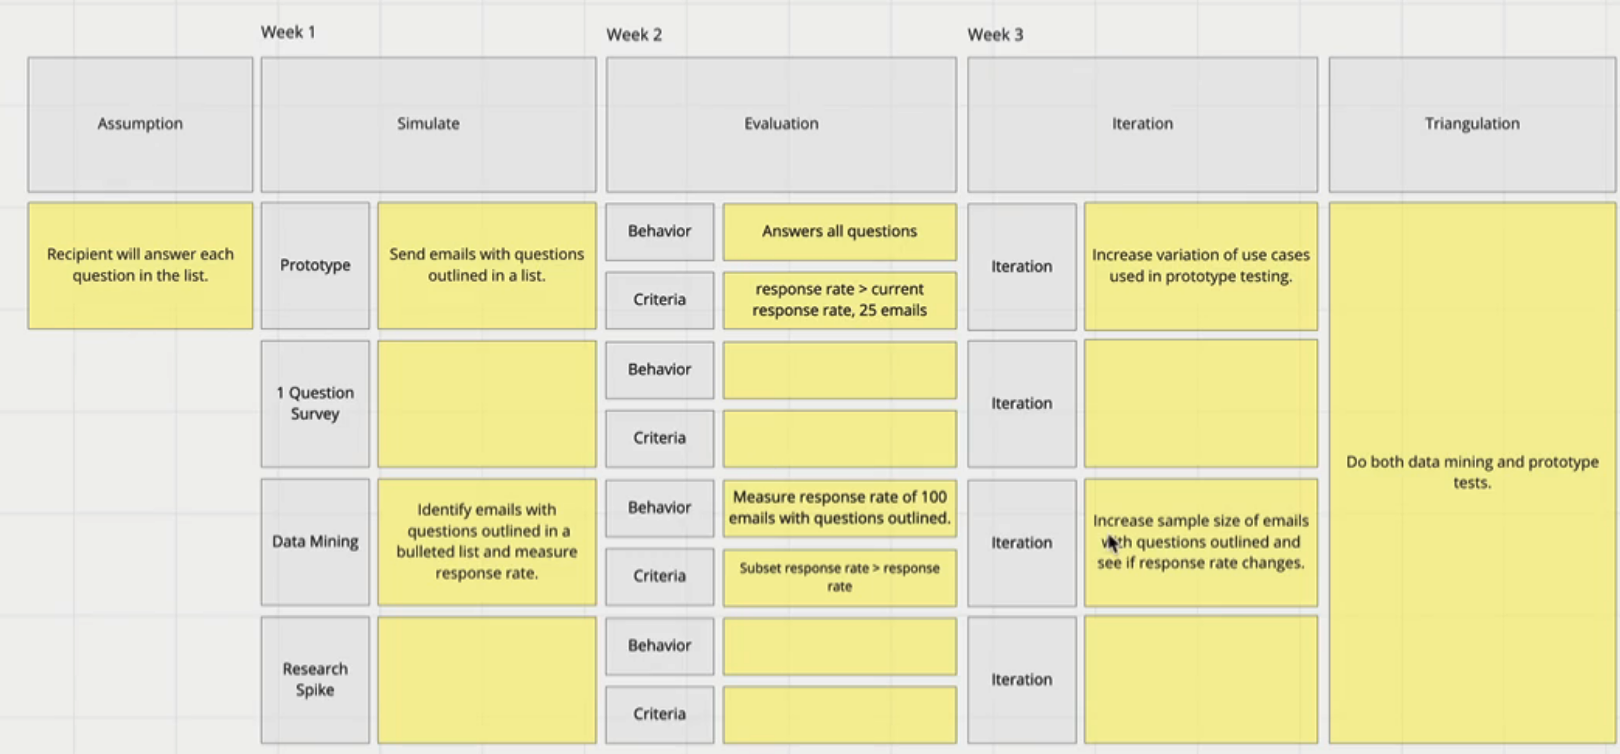 Week 1
Week 2
Week 3
Assumption
Simulate
Evaluation
Iteration
Triangulation
Recipient will answer each
question in the list.
Prototype
Send emails with questions
outlined in a list.
Behavior
Answers all questions
Criteria
response rate > current
response rate, 25 emails
Iteration
Increase variation of use cases
used in prototype testing.
1 Question
Survey
Behavior
Criteria
Iteration
Data Mining
Identify emails with
questions outlined in a
bulleted list and measure
response rate.
Behavior
Measure response rate of 100
emails with questions outlined.
Criteria
Subset response rate > response
rate
Iteration
Increase sample size of emails
with questions outlined and
see if response rate changes.
Research
Spike
Behavior
Criteria
Iteration
Do both data mining and prototype
tests.